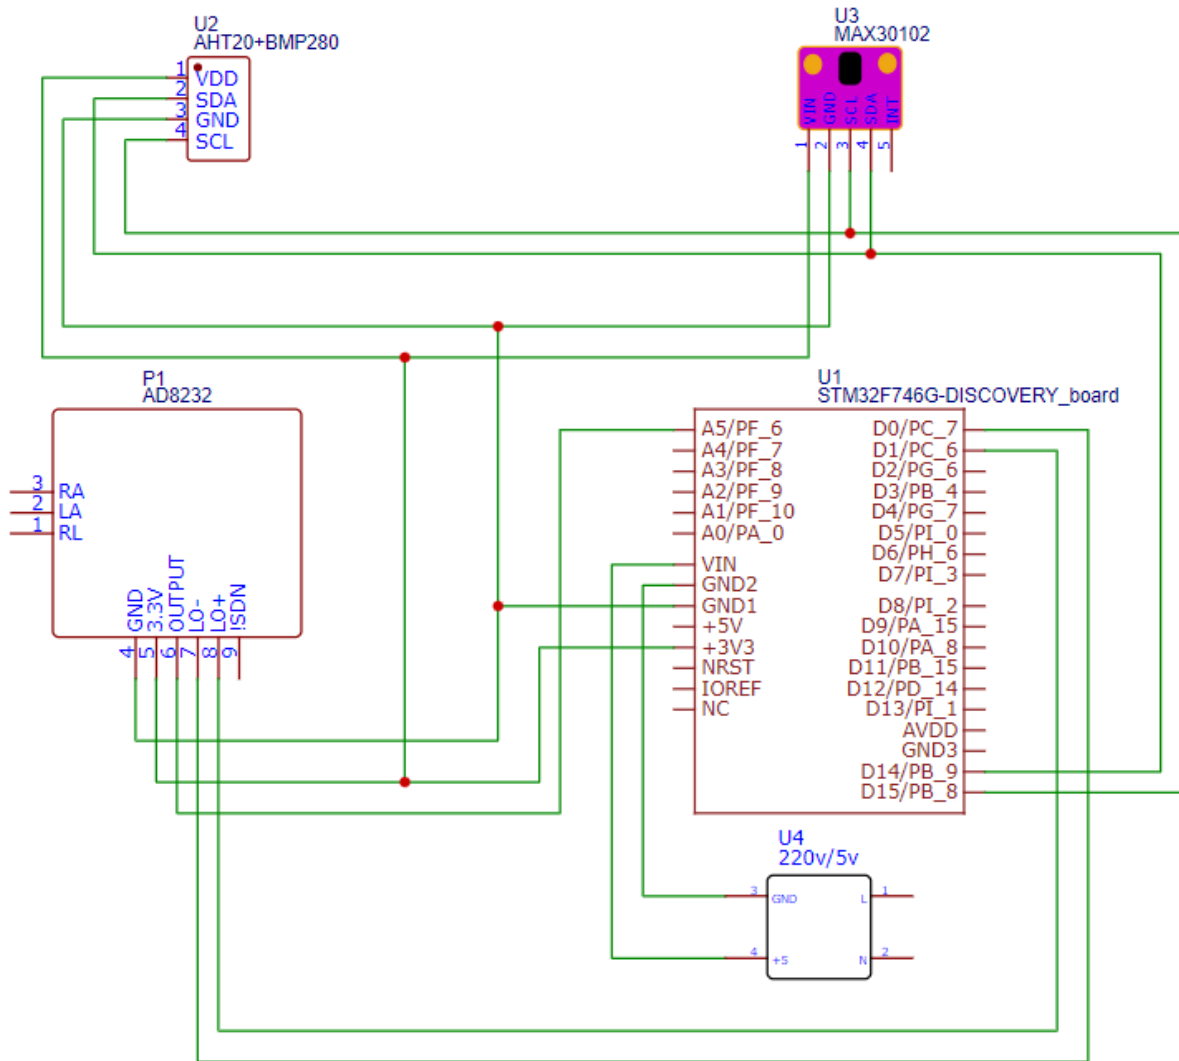 U2
AHT20+BMP280
1 VDD
2 SDA
3 GND
4 SCL
U3
MAX30102
VIN GND SCL SDA INT
1 2 3 4 5
P1
AD8232
3 RA
2 LA
1 RL
GND 3.3V OUTPUT LO- LO+ !SDN
4 5 6 7 8 9
U1
STM32F746G-DISCOVERY_board
A5/PF_6 D0/PC_7
A4/PF_7 D1/PC_6
A3/PF_8 D2/PG_6
A2/PF_9 D3/PB_4
A1/PF_10 D4/PG_7
A0/PA_0 D5/PI_0
D6/PH_6
VIN D7/PI_3
GND2
GND1 D8/PI_2
+5V D9/PA_15
+3V3 D10/PA_8
NRST D11/PB_15
IOREF D12/PD_14
NC D13/PI_1
AVDD
GND3
D14/PB_9
D15/PB_8
U4
220v/5v
3 GND L 1
4 +5 N 2